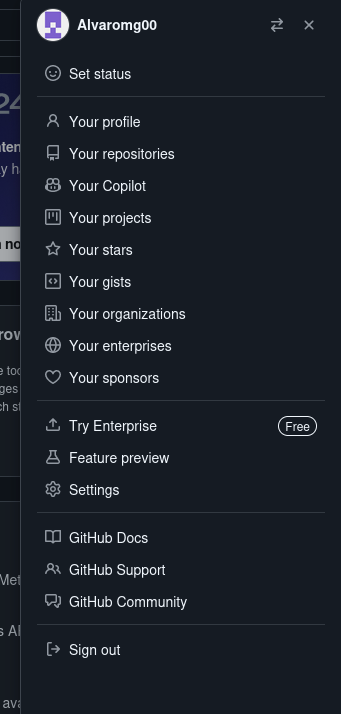 Alvaromg00
Set status
Your profile
Your repositories
Your Copilot
Your projects
Your stars
Your gists
Your organizations
Your enterprises
Your sponsors
Try Enterprise
Free
Feature preview
Settings
GitHub Docs
GitHub Support
GitHub Community
Sign out